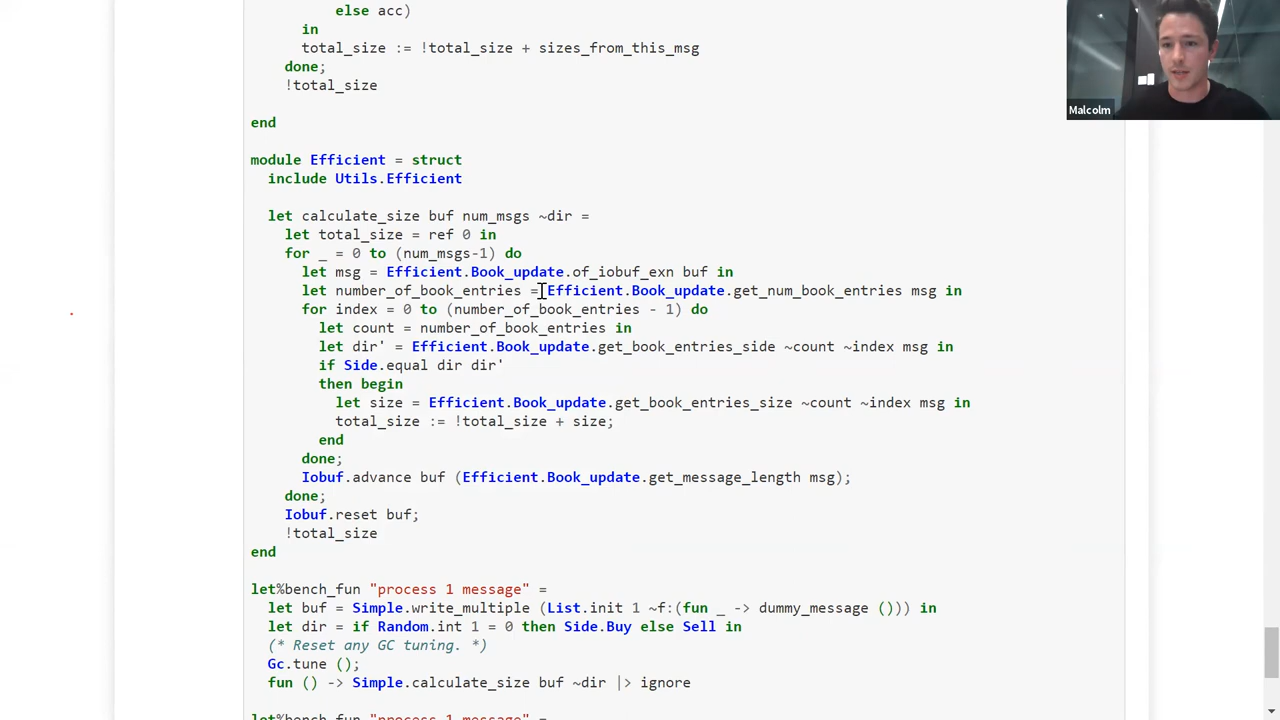 else acc)
in
total_size := !total_size + sizes_from_this_msg
done;
!total_size
end
module Efficient = struct
include Utils.Efficient
let calculate_size buf num_msgs ~dir =
let total_size = ref 0 in
for _ = 0 to (num_msgs-1) do
let msg = Efficient.Book_update.of_iobuf_exn buf in
let number_of_book_entries = Efficient.Book_update.get_num_book_entries msg in
for index = 0 to (number_of_book_entries - 1) do
let count = number_of_book_entries in
let dir' = Efficient.Book_update.get_book_entries_side ~count ~index msg in
if Side.equal dir dir'
then begin
let size = Efficient.Book_update.get_book_entries_size ~count ~index msg in
total_size := !total_size + size;
end
done;
Iobuf.advance buf (Efficient.Book_update.get_message_length msg);
done;
Iobuf.reset buf;
!total_size
end
let%bench_fun "process 1 message" =
let buf = Simple.write_multiple (List.init 1 ~f:(fun _ -> dummy_message ())) in
let dir = if Random.int 1 = 0 then Side.Buy else Sell in
(* Reset any GC tuning. *)
Gc.tune ();
fun () -> Simple.calculate_size buf ~dir |> ignore
Malcolm